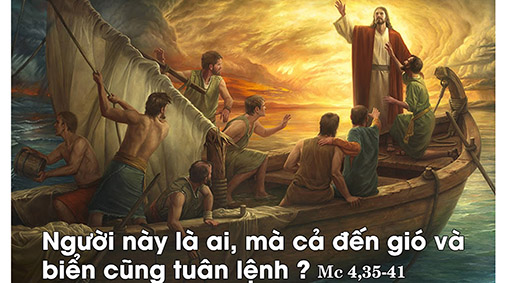 Người này là ai, mà cả đến gió và
biển cũng tuân lệnh ? Mc 4,35-41